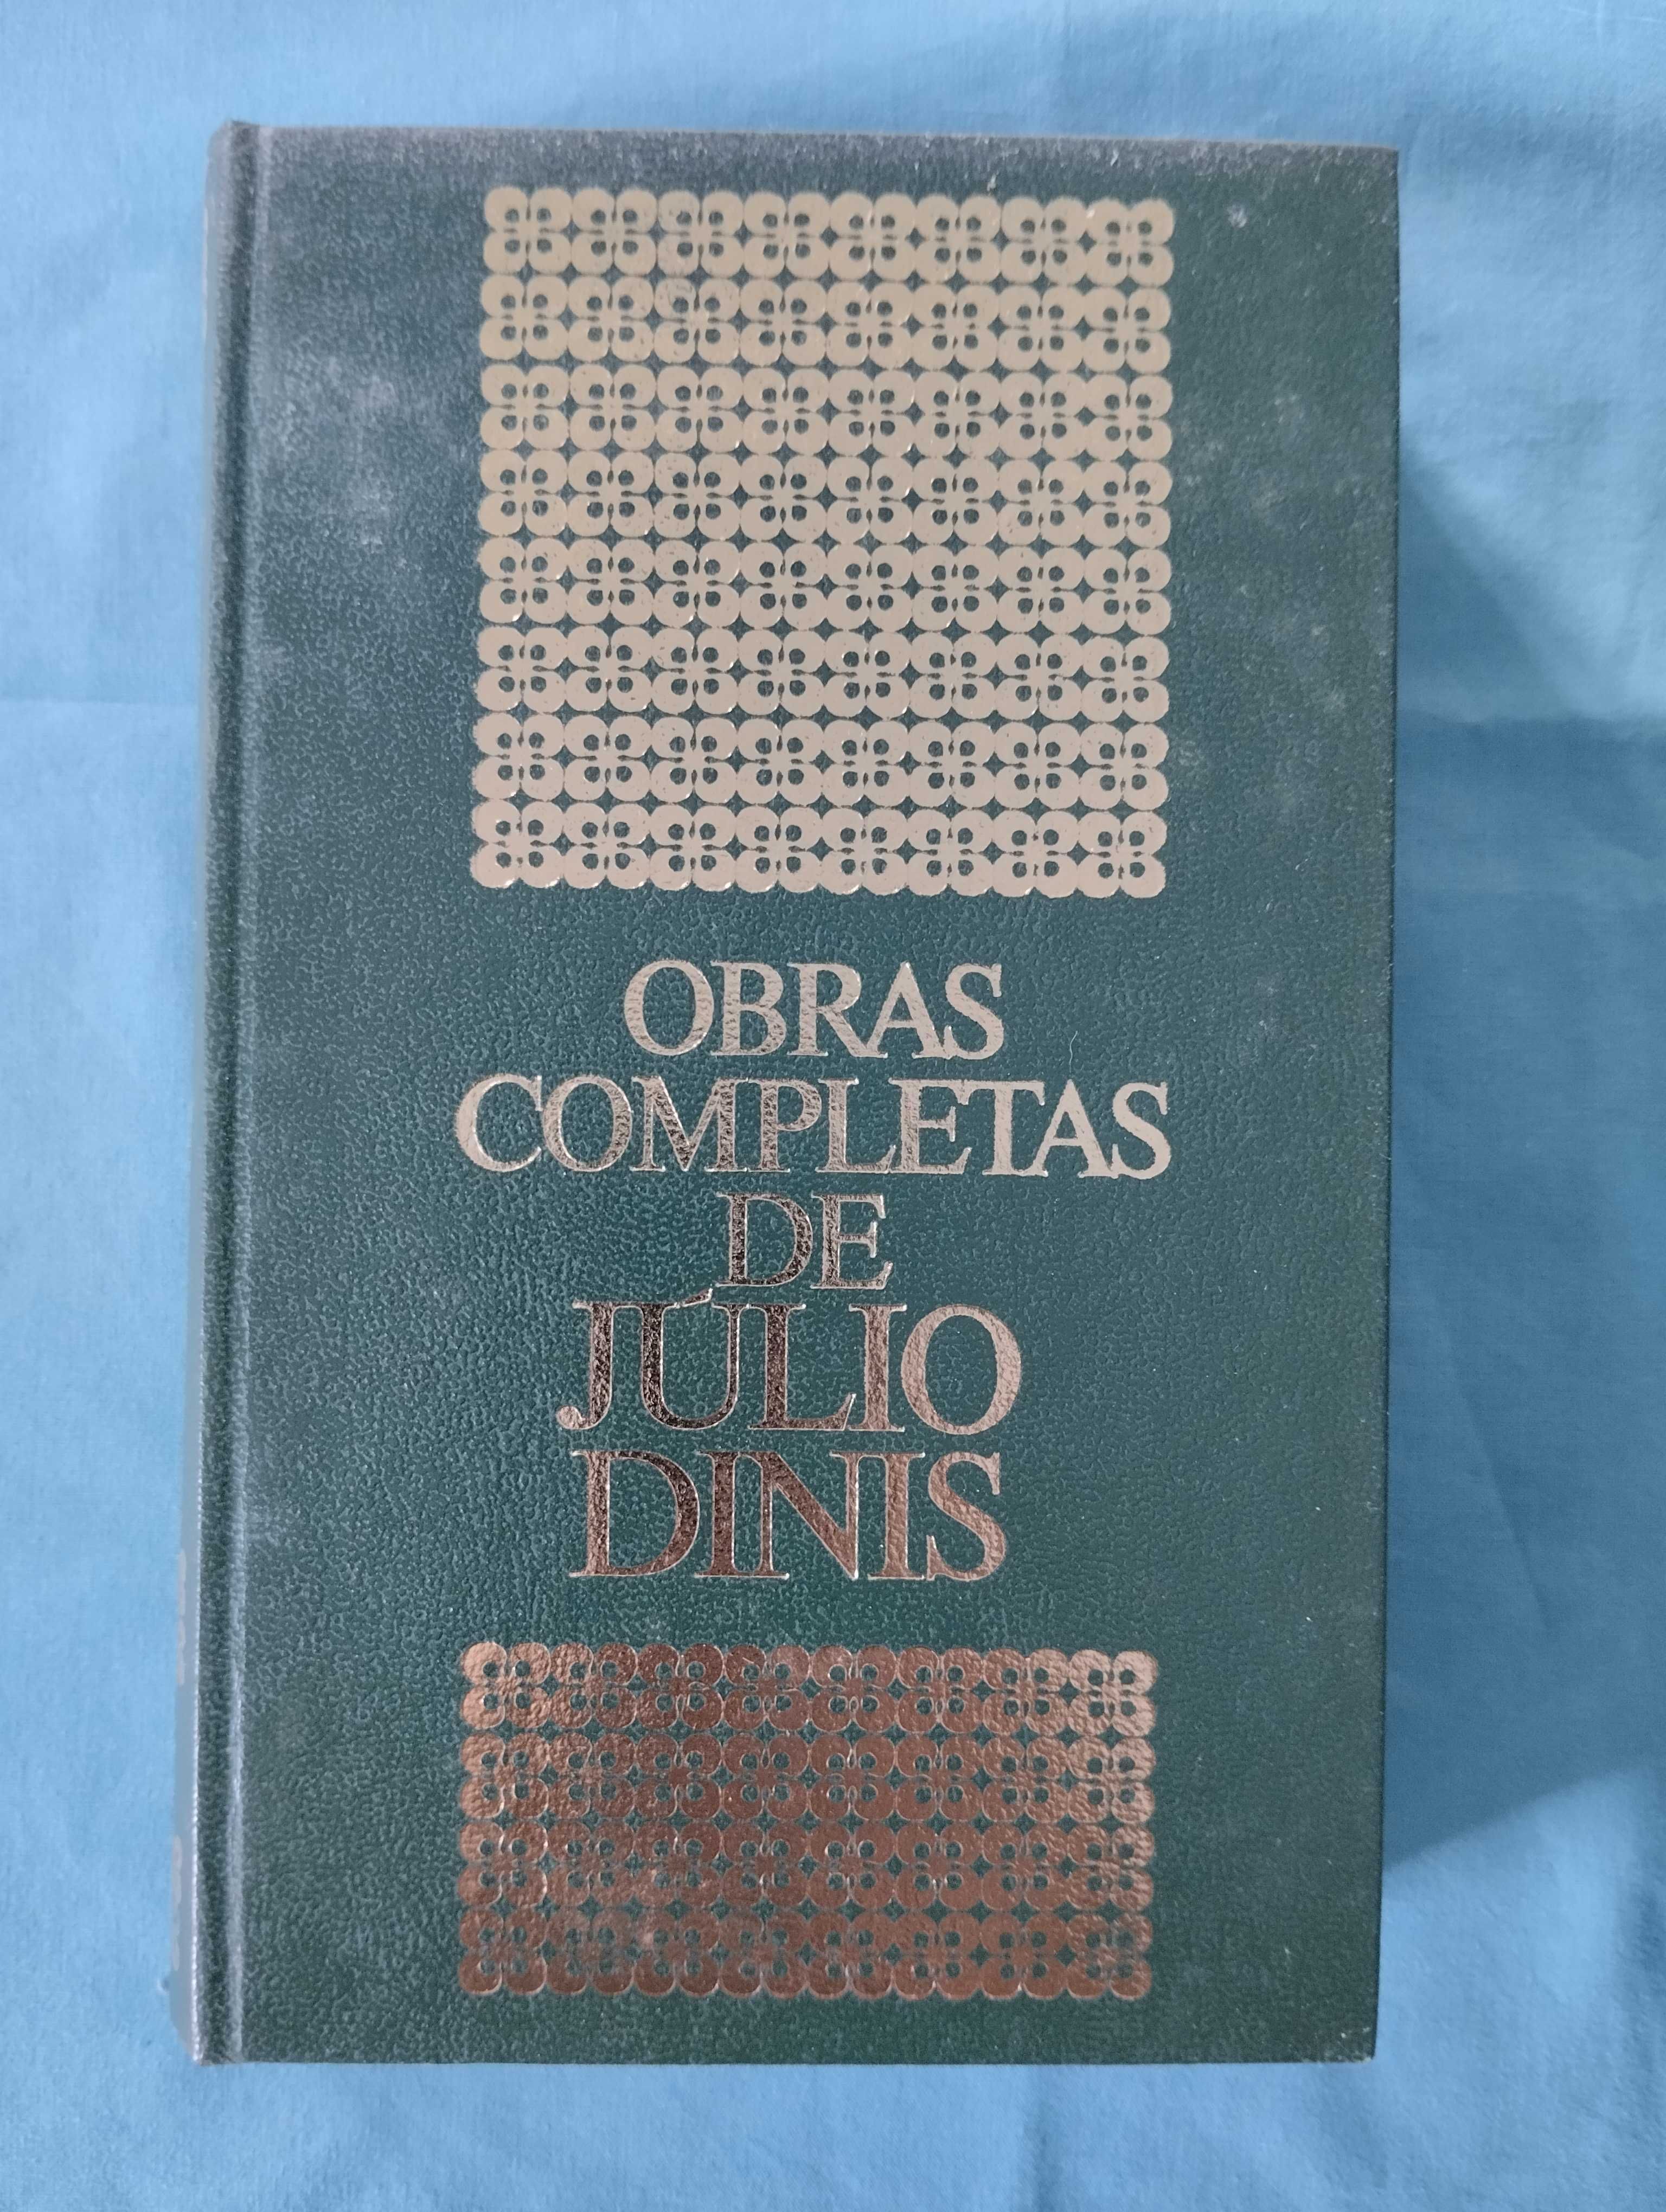 OBRAS
COMPLETAS
DE
JÚLIO
DINIS